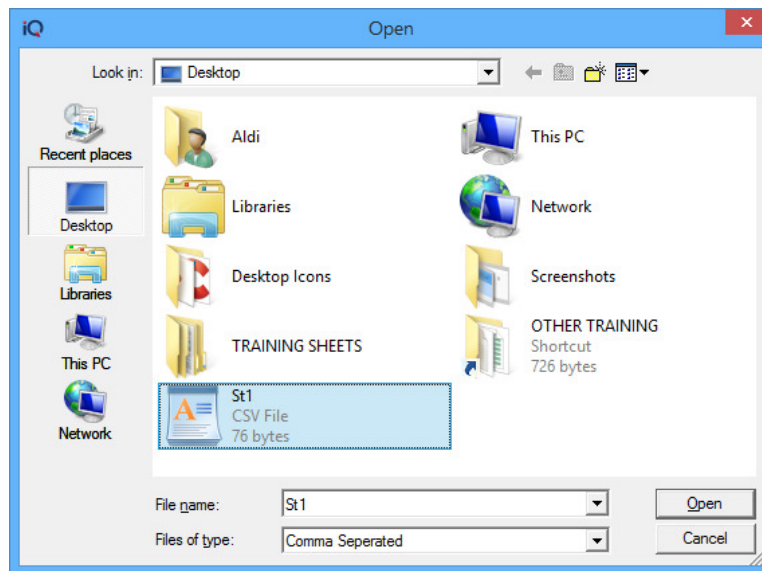 iQ
Open
Look in:
Desktop
Recent places
Desktop
Libraries
This PC
Network
Aldi
This PC
Libraries
Network
Desktop Icons
Screenshots
TRAINING SHEETS
OTHER TRAINING
Shortcut
726 bytes
St1
CSV File
76 bytes
File name:
St1
Open
Files of type:
Comma Seperated
Cancel